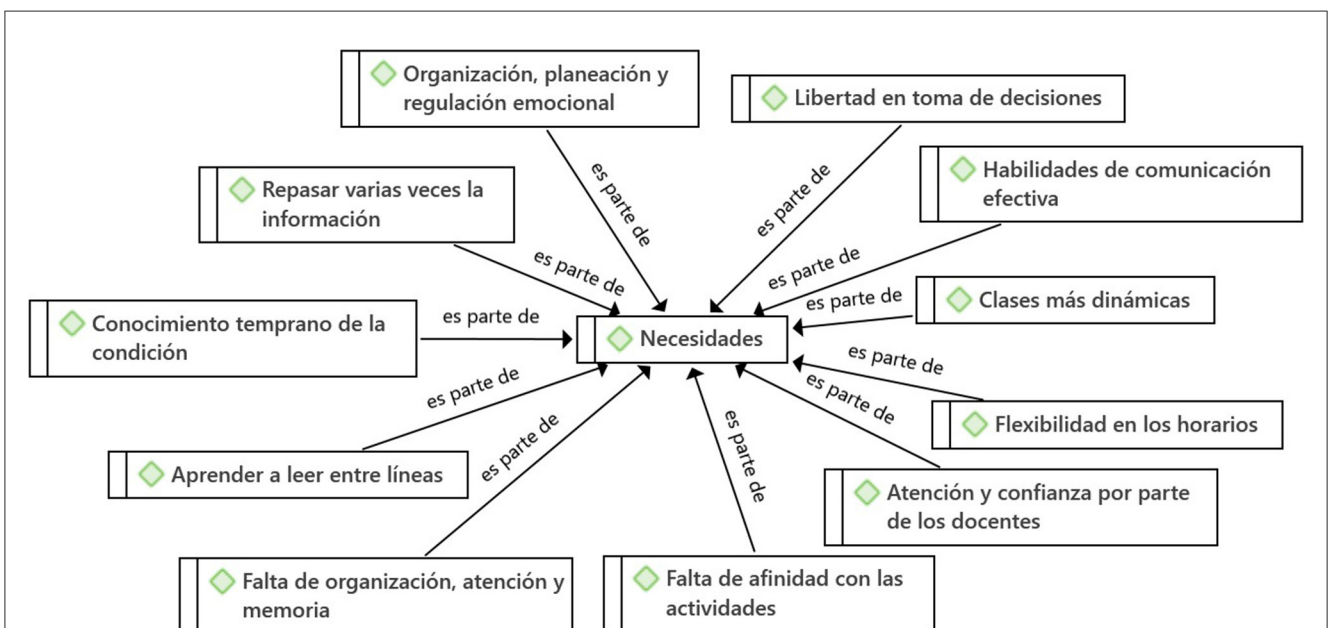 Organización, planeación y
regulación emocional
Libertad en toma de decisiones
Habilidades de comunicación
efectiva
Repasar varias veces la
información
es parte de
es parte de
es parte de
es parte de
Clases más dinámicas
es parte de
Conocimiento temprano de la
condición
es parte de
Necesidades
es parte de
es parte de
es parte de
Flexibilidad en los horarios
es parte de
es parte de
Aprender a leer entre líneas
Atención y confianza por parte
de los docentes
Falta de organización, atención y
memoria
Falta de afinidad con las
actividades